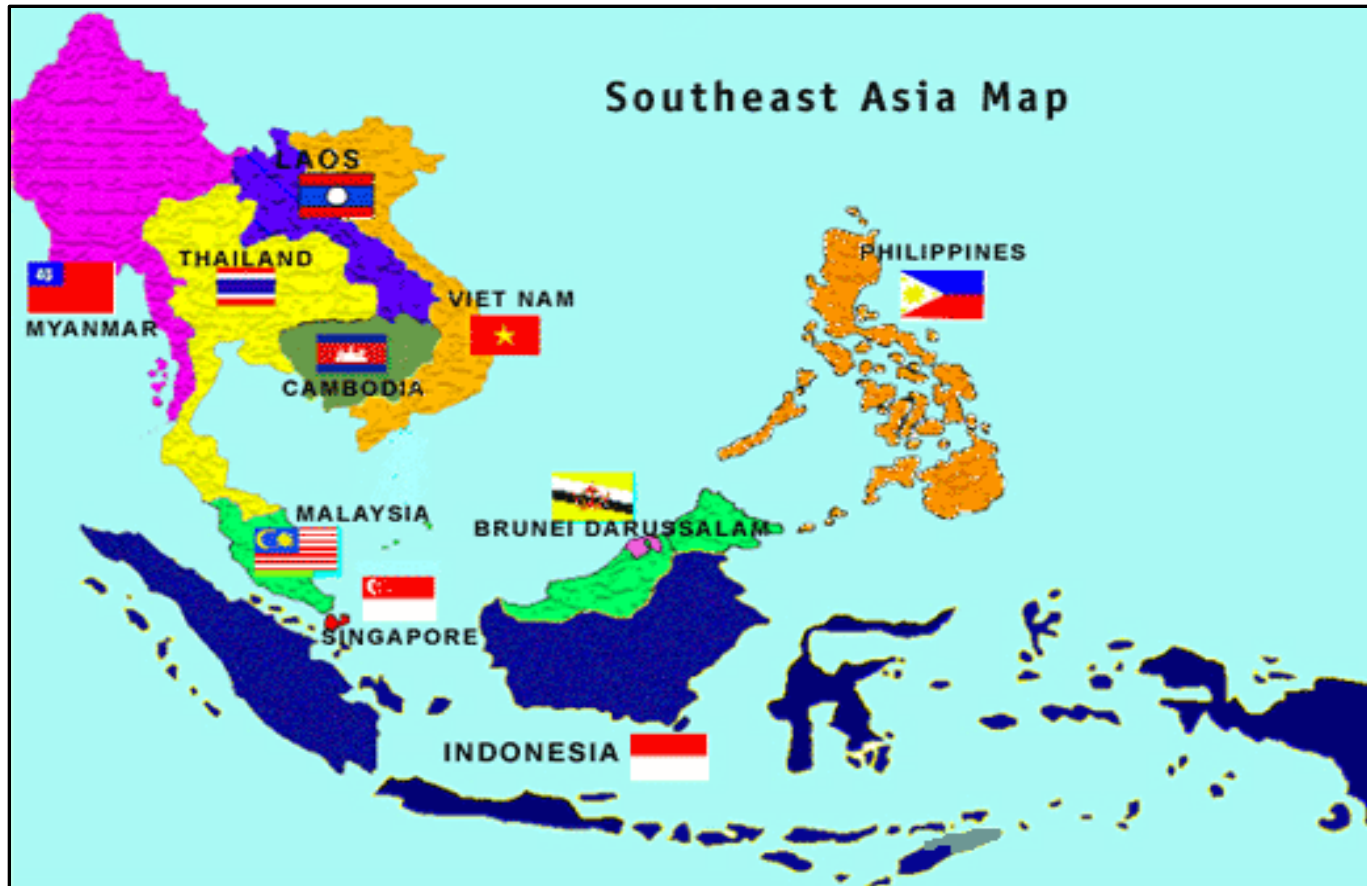 Southeast Asia Map
LAOS
THAILAND
PHILIPPINES
VIET NAM
MYANMAR
CAMBODIA
MALAYSIA
BRUNEI DARUSSALAM
SINGAPORE
INDONESIA